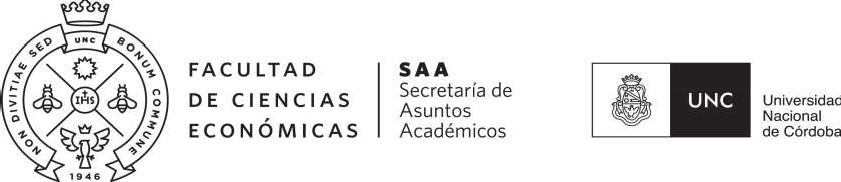 NON DIVITIAE SED BONUM COMMUNE
UNC
IHS
1946
FACULTAD
DE CIENCIAS
ECONÓMICAS
SAA
Secretaría de
Asuntos
Académicos
UNC
Universidad
Nacional
de Córdoba